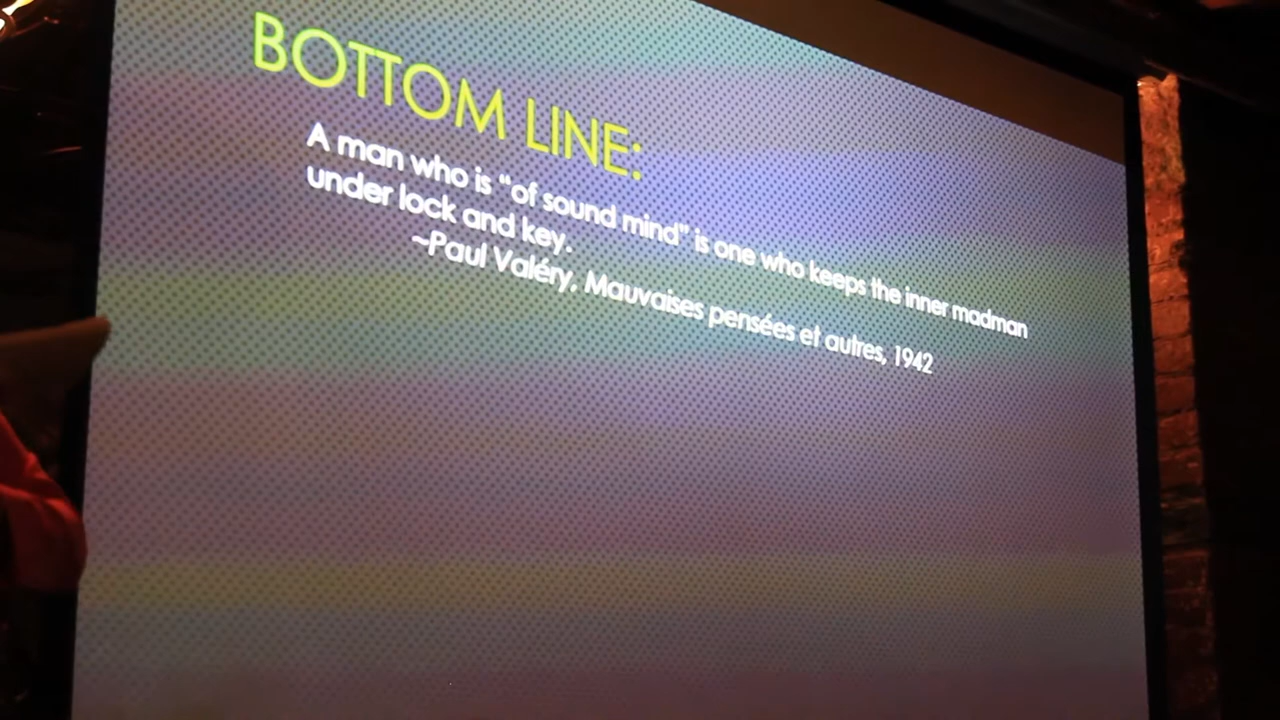 BOTTOM LINE:
A man who is “of sound mind” is one who keeps the inner madman
under lock and key.
~Paul Valéry, Mauvaises pensées et autres, 1942